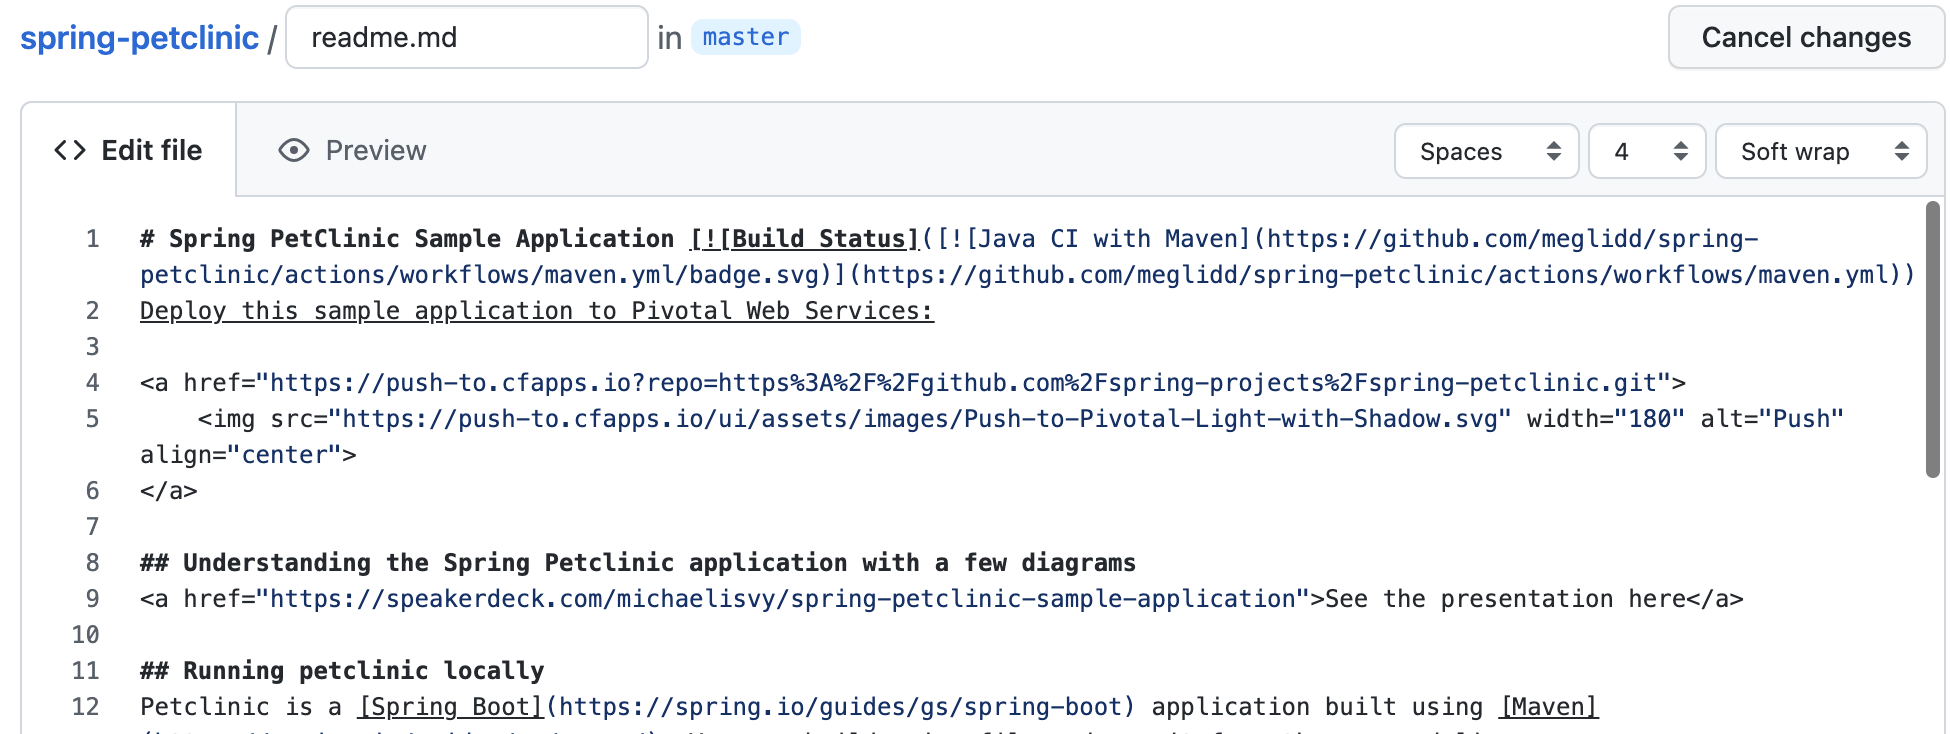 spring-petclinic / readme.md in master Cancel changes
<> Edit file Preview Spaces 4 Soft wrap
1 # Spring PetClinic Sample Application [![Build Status]([![Java CI with Maven](https://github.com/meglidd/spring-
petclinic/actions/workflows/maven.yml/badge.svg)](https://github.com/meglidd/spring-petclinic/actions/workflows/maven.yml))
2 Deploy this sample application to Pivotal Web Services:
3
4 <a href="https://push-to.cfapps.io?repo=https%3A%2F%2Fgithub.com%2Fspring-projects%2Fspring-petclinic.git">
5     <img src="https://push-to.cfapps.io/ui/assets/images/Push-to-Pivotal-Light-with-Shadow.svg" width="180" alt="Push"
align="center">
6 </a>
7
8 ## Understanding the Spring Petclinic application with a few diagrams
9 <a href="https://speakerdeck.com/michaelisvy/spring-petclinic-sample-application">See the presentation here</a>
10
11 ## Running petclinic locally
12 Petclinic is a [Spring Boot](https://spring.io/guides/gs/spring-boot) application built using [Maven]